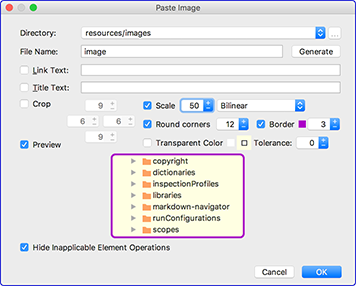 Paste Image
Directory: resources/images ...
File Name: image Generate
Link Text:
Title Text:
Crop 9 Scale 50 Bilinear
6 6 Round corners 12 Border 3
Preview 9 Transparent Color Tolerance: 0
copyright
dictionaries
inspectionProfiles
libraries
markdown-navigator
runConfigurations
scopes
Hide Inapplicable Element Operations
Cancel OK